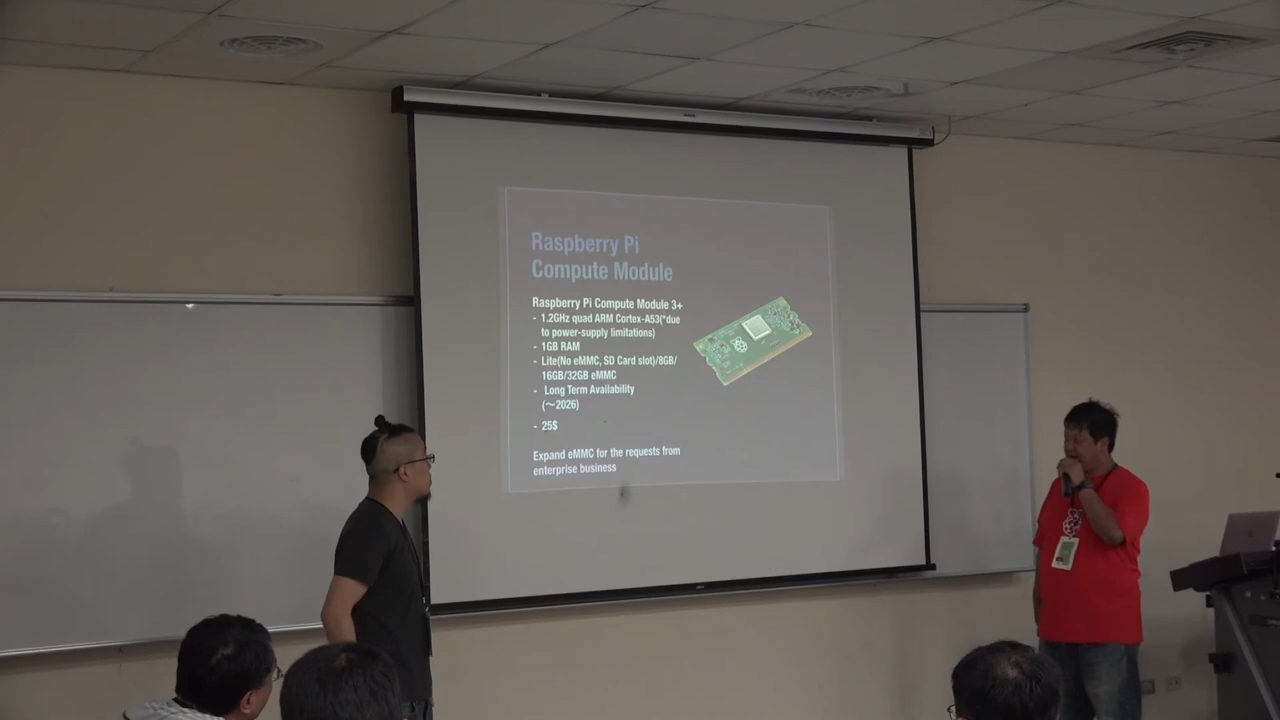 Raspberry Pi
Compute Module
Raspberry Pi Compute Module 3+
- 1.2GHz quad ARM Cortex-A53(*due
to power-supply limitations)
- 1GB RAM
- Lite(No eMMC, SD Card slot)/8GB/
16GB/32GB eMMC
- Long Term Availability
(～2026)
- 25$
Expand eMMC for the requests from
enterprise business